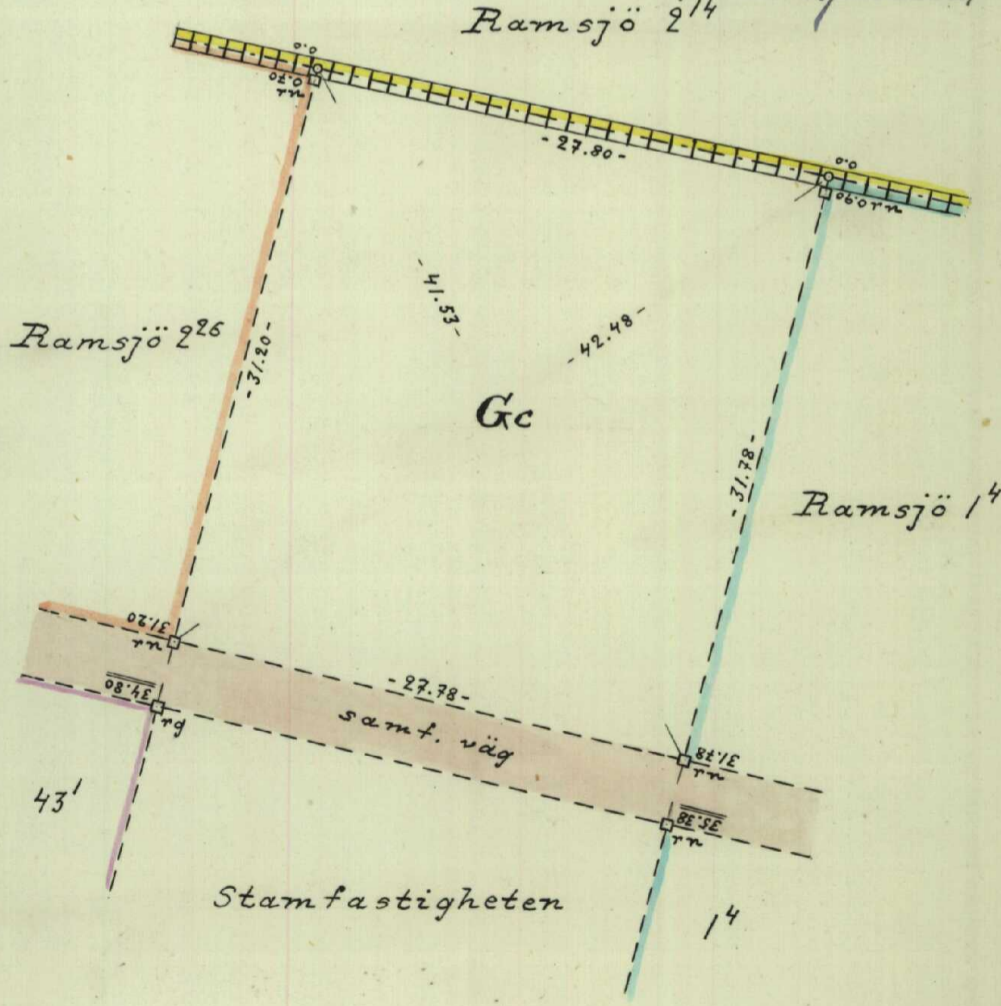 Ramsjö 2¹⁴
0.0
0.70
rn
-27.80-
0.0
0.90 rn
-41.53-
-42.48-
Ramsjö 2²⁶
-31.20-
Gc
-31.78-
Ramsjö 1⁴
31.20
rn
-27.78-
34.80
rg
samf. väg
31.78
rn
43¹
35.38
rn
Stamfastigheten
1⁴